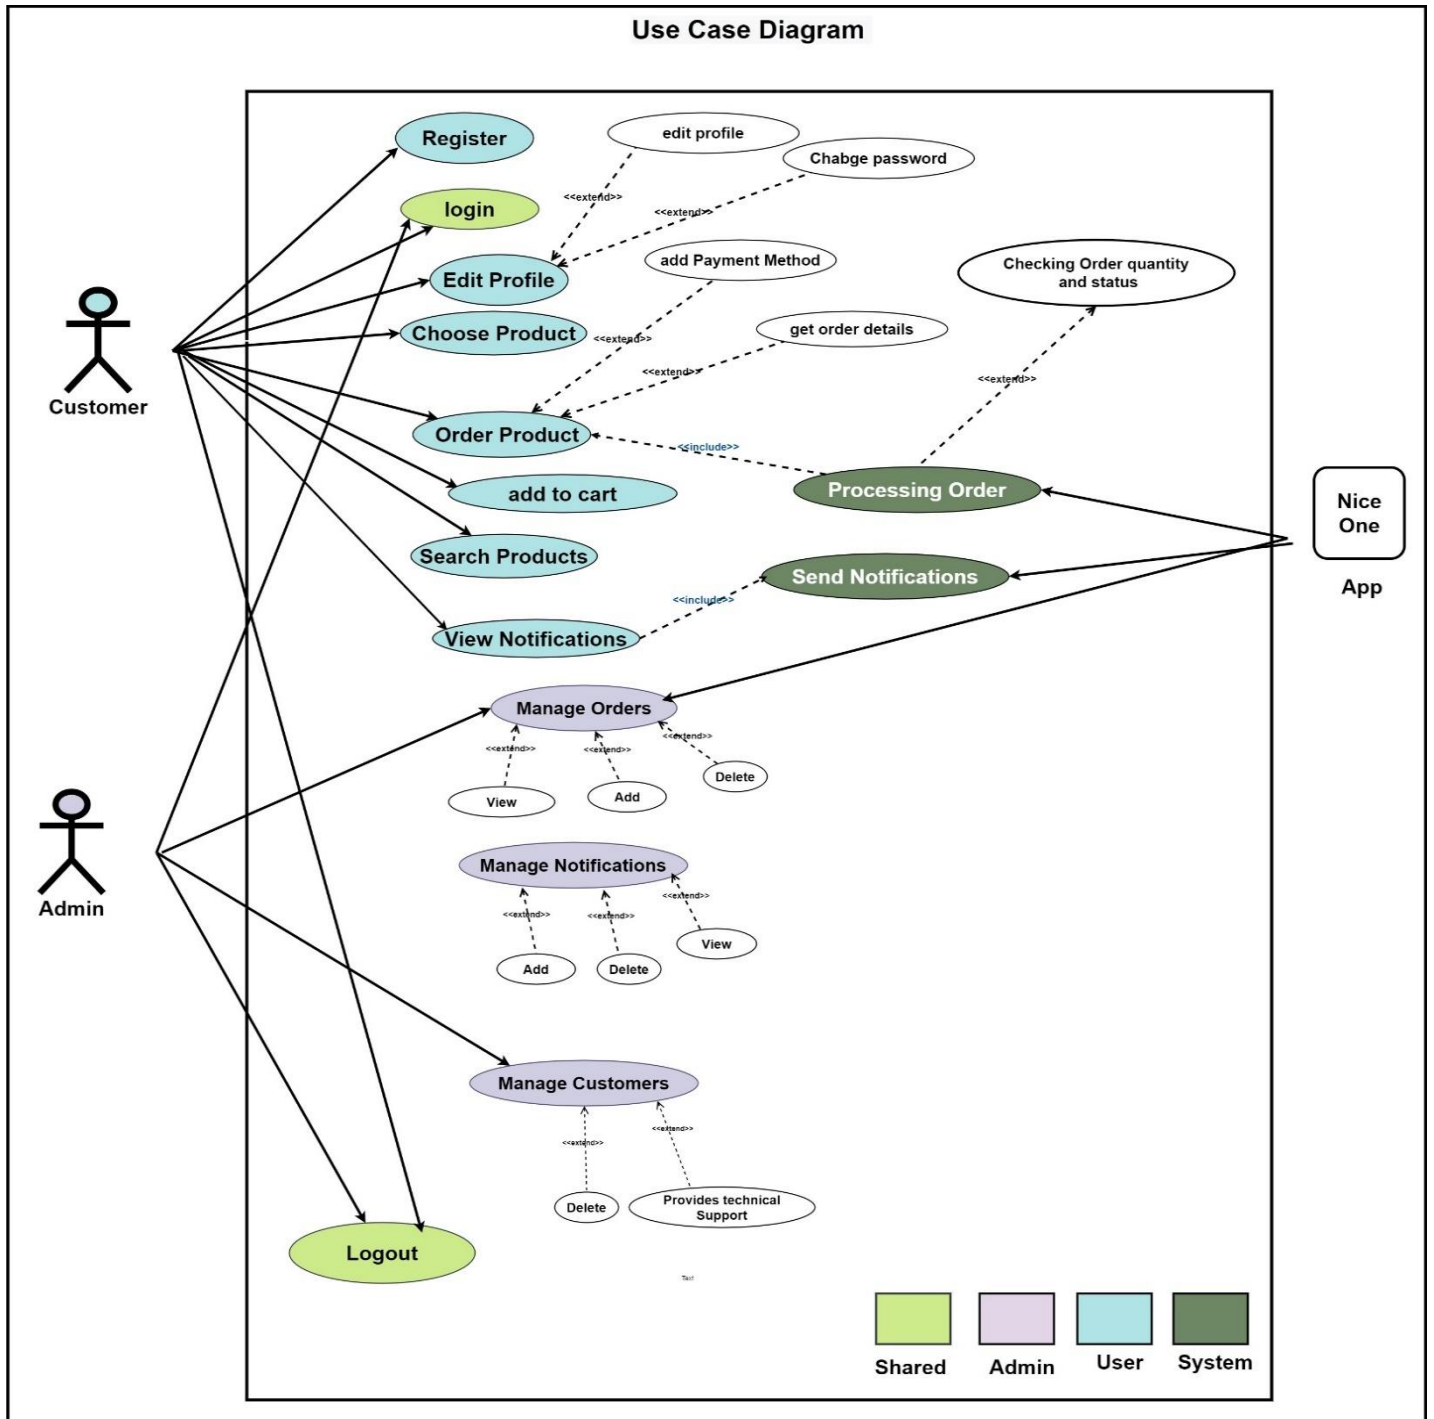 Use Case Diagram
Register
edit profile
Chabge password
<<extend>>
<<extend>>
login
Edit Profile
add Payment Method
Checking Order quantity
and status
Choose Product
get order details
<<extend>>
<<extend>>
<<extend>>
Customer
Order Product
<<include>>
Processing Order
add to cart
Nice
One
App
Search Products
Send Notifications
<<include>>
View Notifications
Manage Orders
<<extend>>
<<extend>>
<<extend>>
View
Add
Delete
Admin
Manage Notifications
<<extend>>
<<extend>>
<<extend>>
Add
Delete
View
Manage Customers
<<extend>>
<<extend>>
Delete
Provides technical
Support
Logout
Text
Shared
Admin
User
System